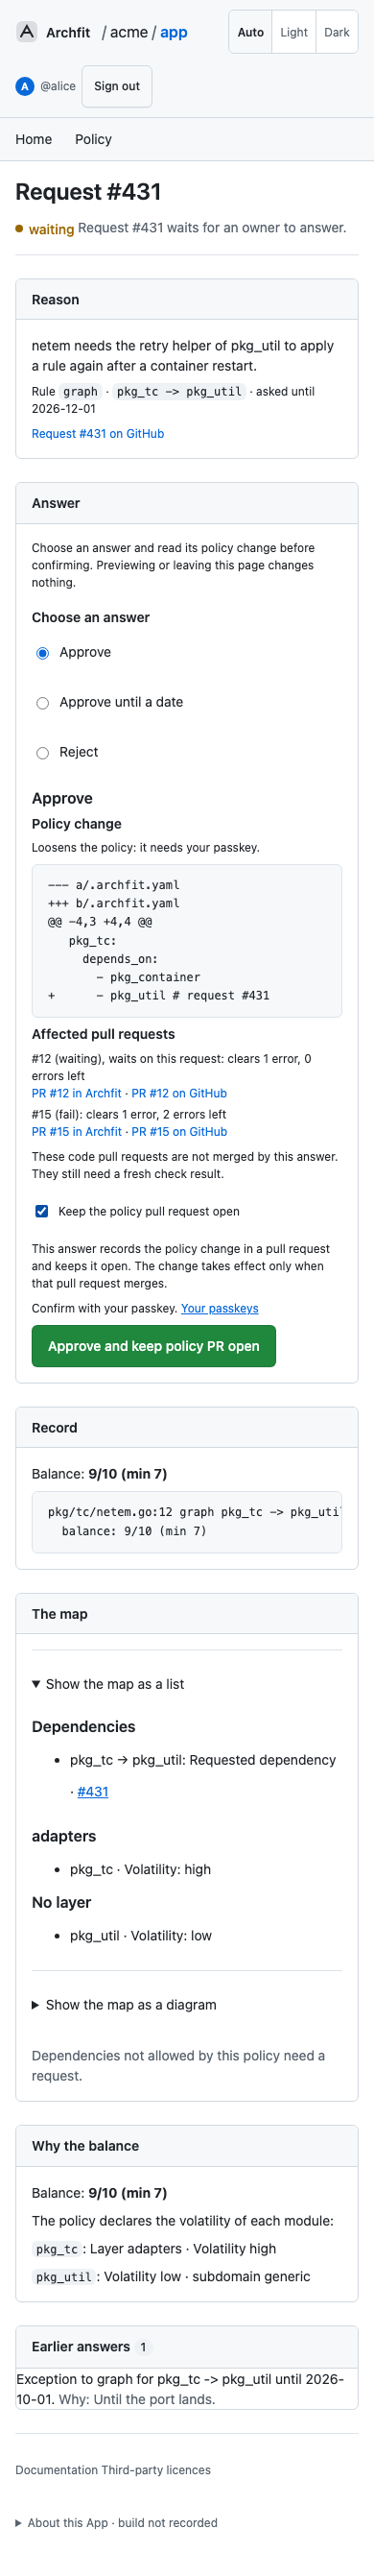 Archfit / acme / app
Auto Light Dark
A @alice Sign out
Home Policy
Request #431
waiting Request #431 waits for an owner to answer.
Reason
netem needs the retry helper of pkg_util to apply
a rule again after a container restart.
Rule graph · pkg_tc -> pkg_util · asked until
2026-12-01
Request #431 on GitHub
Answer
Choose an answer and read its policy change before
confirming. Previewing or leaving this page changes
nothing.
Choose an answer
Approve
Approve until a date
Reject
Approve
Policy change
Loosens the policy: it needs your passkey.
--- a/.archfit.yaml
+++ b/.archfit.yaml
@@ -4,3 +4,4 @@
pkg_tc:
depends_on:
- pkg_container
+ - pkg_util # request #431
Affected pull requests
#12 (waiting), waits on this request: clears 1 error, 0
errors left
PR #12 in Archfit · PR #12 on GitHub
#15 (fail): clears 1 error, 2 errors left
PR #15 in Archfit · PR #15 on GitHub
These code pull requests are not merged by this answer.
They still need a fresh check result.
Keep the policy pull request open
This answer records the policy change in a pull request
and keeps it open. The change takes effect only when
that pull request merges.
Confirm with your passkey. Your passkeys
Approve and keep policy PR open
Record
Balance: 9/10 (min 7)
pkg/tc/netem.go:12 graph pkg_tc -> pkg_util
balance: 9/10 (min 7)
The map
▼ Show the map as a list
Dependencies
• pkg_tc → pkg_util: Requested dependency
· #431
adapters
• pkg_tc · Volatility: high
No layer
• pkg_util · Volatility: low
▶ Show the map as a diagram
Dependencies not allowed by this policy need a
request.
Why the balance
Balance: 9/10 (min 7)
The policy declares the volatility of each module:
pkg_tc: Layer adapters · Volatility high
pkg_util: Volatility low · subdomain generic
Earlier answers 1
Exception to graph for pkg_tc -> pkg_util until 2026-
10-01. Why: Until the port lands.
Documentation Third-party licences
▶ About this App · build not recorded